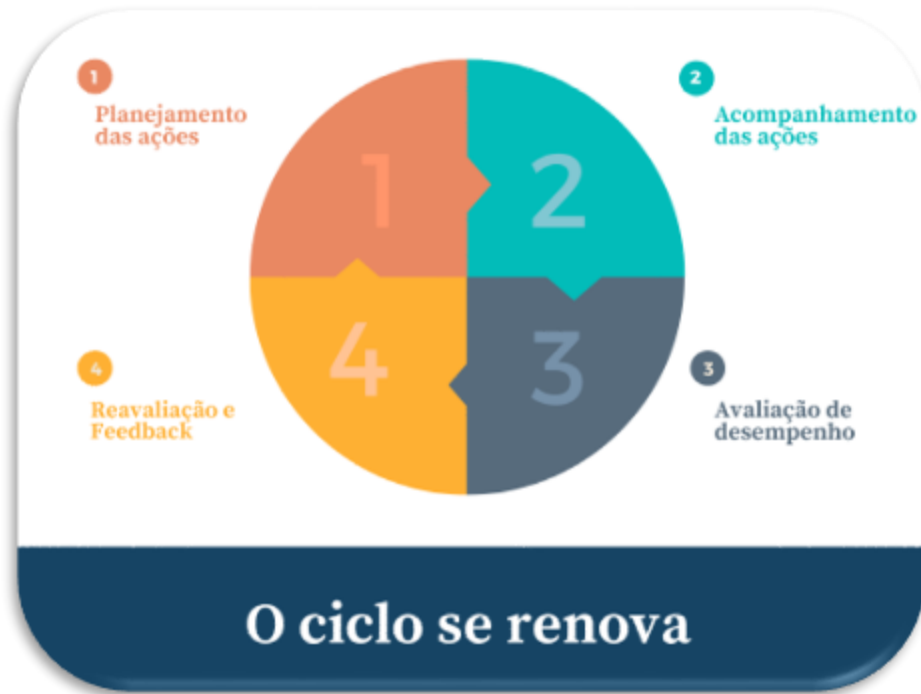 1
Planejamento
das ações
2
Acompanhamento
das ações
1
2
4
3
4
Reavaliação e
Feedback
3
Avaliação de
desempenho
O ciclo se renova